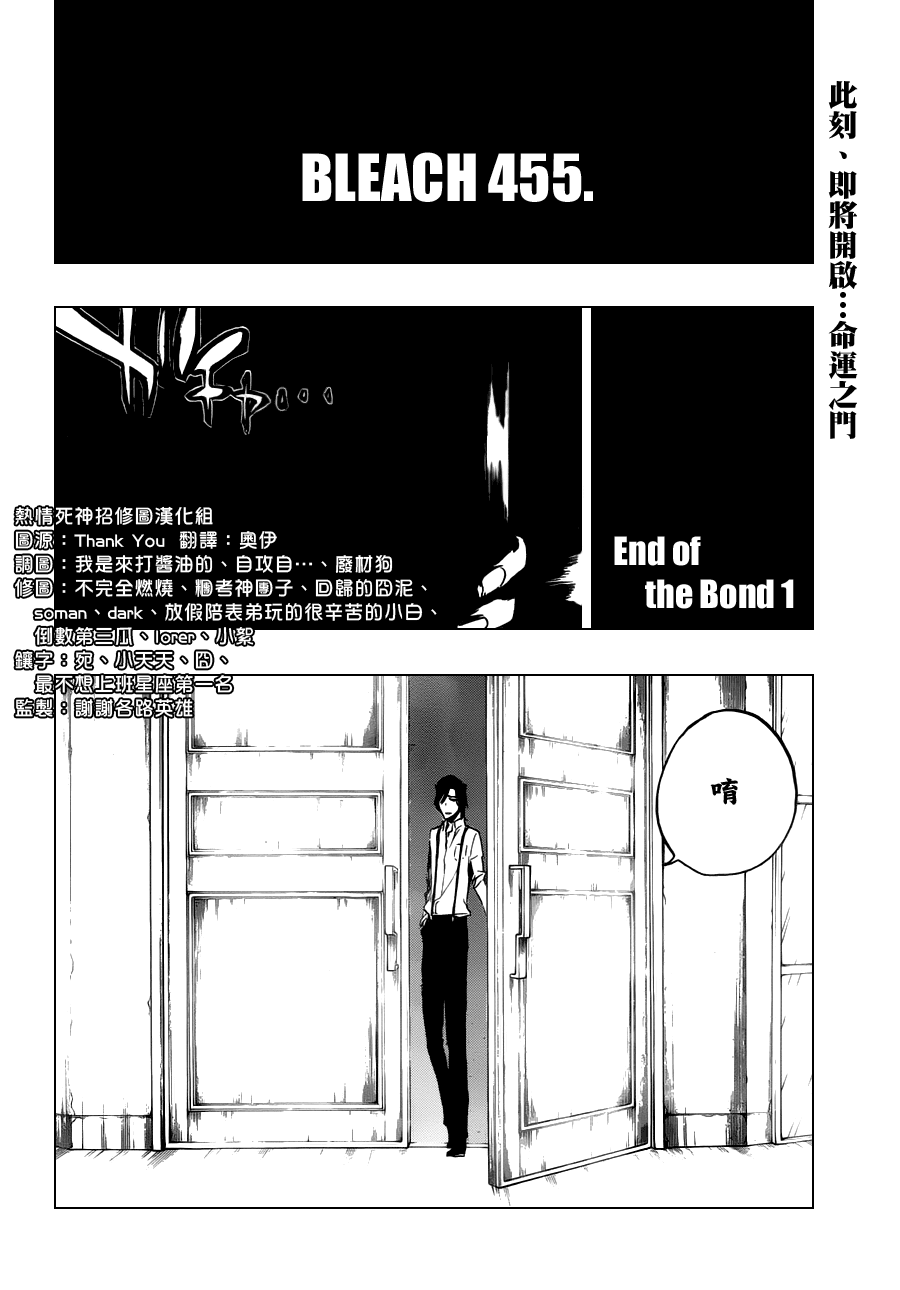 BLEACH 455.
此刻、即將開啟…命運之門
End of
the Bond 1
熱情死神招修圖漢化組
圖源：Thank You 翻譯：奧伊
調圖：我是來打醬油的、自攻自…、廢材狗
修圖：不完全燃燒、糰考神團子、回歸的囧泥、
soman、dark、放假陪表弟玩的很辛苦的小白、
倒數第三瓜、lorer、小絮
鑲字：宛、小天天、囧、
最不想上班星座第一名
監製：謝謝各路英雄
唷